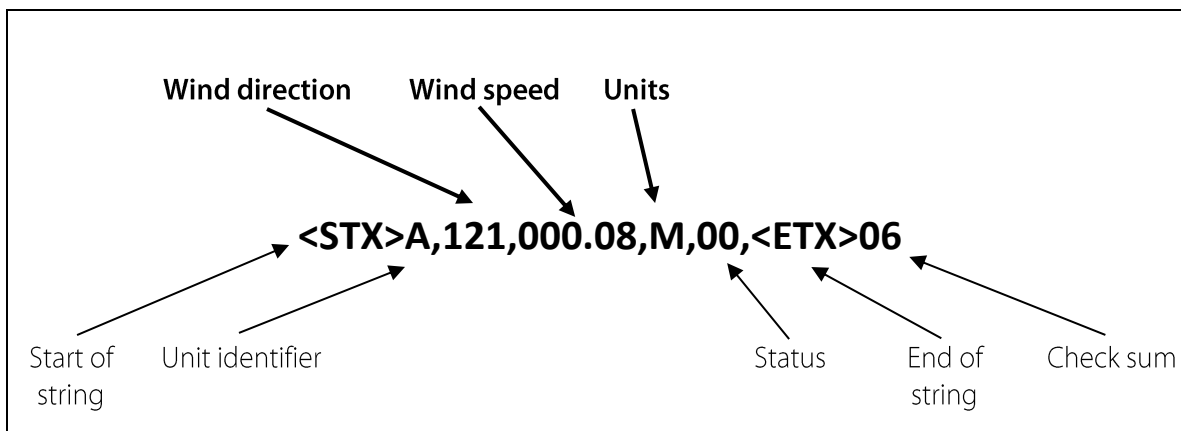 Wind direction Wind speed Units
<STX>A,121,000.08,M,00,<ETX>06
Start of string
Unit identifier
Status
End of string
Check sum